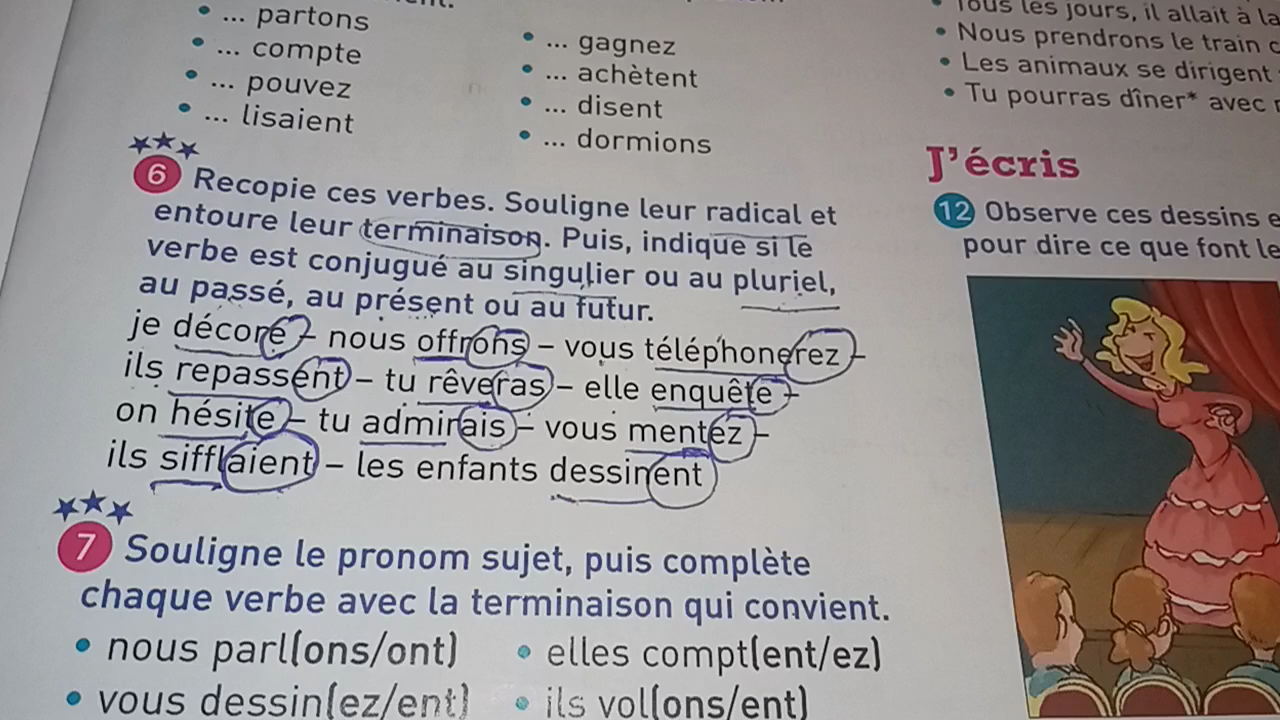 ... partons
... compte
... pouvez
... lisaient
... gagnez
... achètent
... disent
... dormions
6 Recopie ces verbes. Souligne leur radical et
entoure leur terminaison. Puis, indique si le
verbe est conjugué au singulier ou au pluriel,
au passé, au présent ou au futur.
je décore – nous offrons – vous téléphonerez –
ils repassent – tu rêveras – elle enquête –
on hésite – tu admirais – vous mentez –
ils sifflaient – les enfants dessinent
7 Souligne le pronom sujet, puis complète
chaque verbe avec la terminaison qui convient.
• nous parl(ons/ont)
• elles compt(ent/ez)
• vous dessin(ez/ent)
• ils vol(ons/ent)
• Tous les jours, il allait à la
• Nous prendrons le train
• Les animaux se dirigent
• Tu pourras dîner* avec
J'écris
12 Observe ces dessins
pour dire ce que font